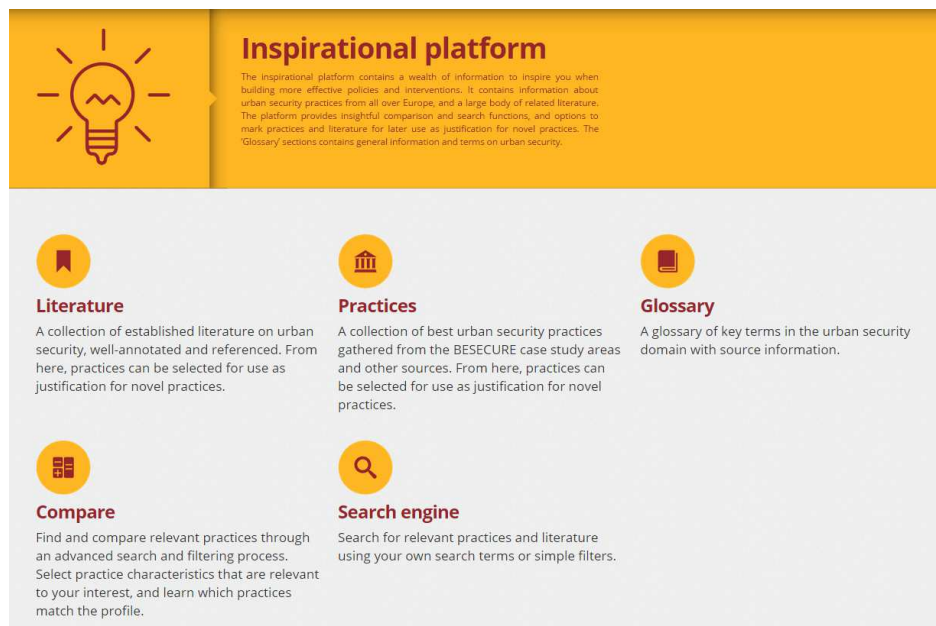 Inspirational platform
The inspirational platform contains a wealth of information to inspire you when
building more effective policies and interventions. It contains information about
urban security practices from all over Europe, and a large body of related literature.
The platform provides insightful comparison and search functions, and options to
mark practices and literature for later use as justification for novel practices. The
'Glossary' sections contains general information and terms on urban security.
Literature
A collection of established literature on urban
security, well-annotated and referenced. From
here, practices can be selected for use as
justification for novel practices.
Practices
A collection of best urban security practices
gathered from the BESECURE case study areas
and other sources. From here, practices can
be selected for use as justification for novel
practices.
Glossary
A glossary of key terms in the urban security
domain with source information.
Compare
Find and compare relevant practices through
an advanced search and filtering process.
Select practice characteristics that are relevant
to your interest, and learn which practices
match the profile.
Search engine
Search for relevant practices and literature
using your own search terms or simple filters.